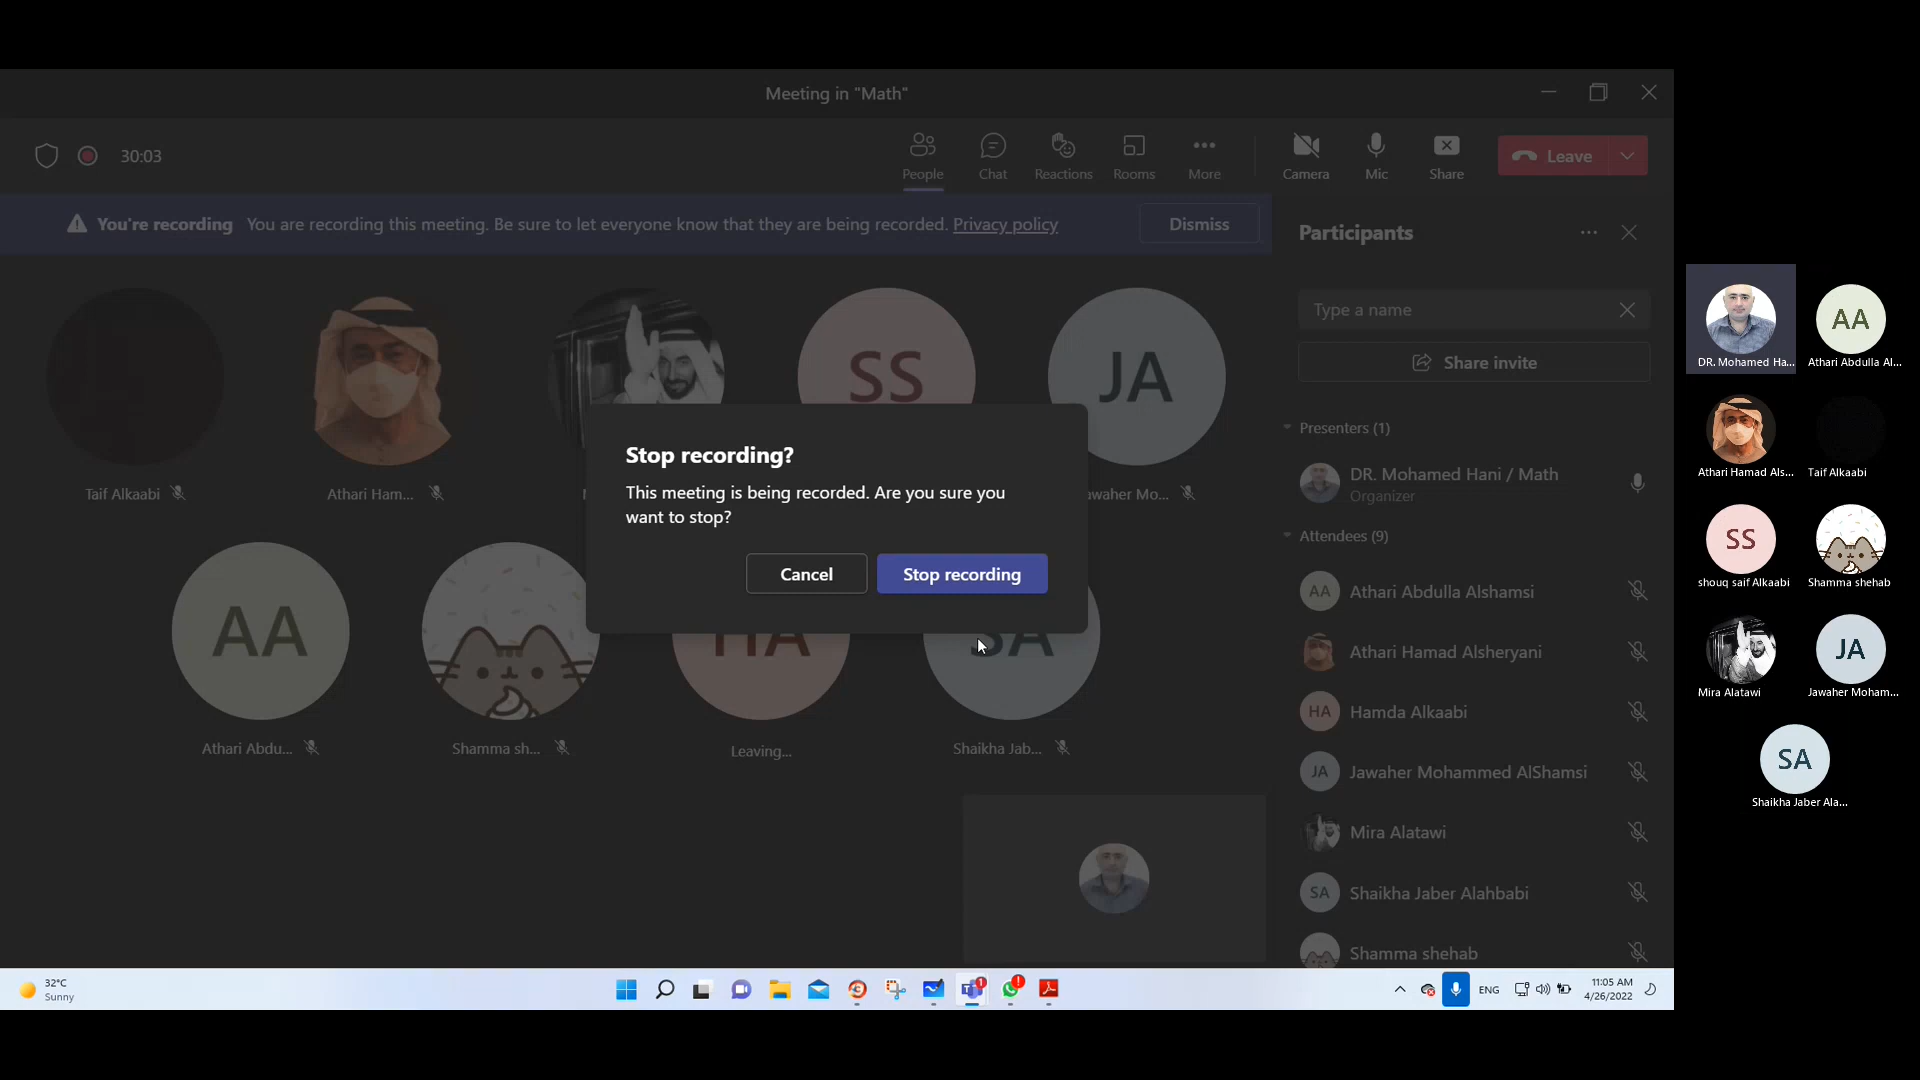 Meeting in "Math"
30:03
People
Chat
Reactions
Rooms
More
Camera
Mic
Share
Leave
You're recording You are recording this meeting. Be sure to let everyone know that they are being recorded. Privacy policy
Dismiss
Participants
Type a name
Share invite
Presenters (1)
DR. Mohamed Hani / Math
Organizer
Attendees (9)
AA Athari Abdulla Alshamsi
Athari Hamad Alsheryani
HA Hamda Alkaabi
JA Jawaher Mohammed AlShamsi
Mira Alatawi
SA Shaikha Jaber Alahbabi
Shamma shehab
SS
JA
Taif Alkaabi
Athari Ham...
Stop recording?
This meeting is being recorded. Are you sure you
want to stop?
Cancel
Stop recording
AA
HA
SA
Athari Abdu...
Shamma sh...
Leaving...
Shaikha Jab...
DR. Mohamed Ha...
AA
Athari Abdulla Al...
Athari Hamad Als...
Taif Alkaabi
SS
shouq saif Alkaabi
Shamma shehab
Mira Alatawi
JA
Jawaher Moham...
SA
Shaikha Jaber Ala...
32°C
Sunny
ENG
11:05 AM
4/26/2022